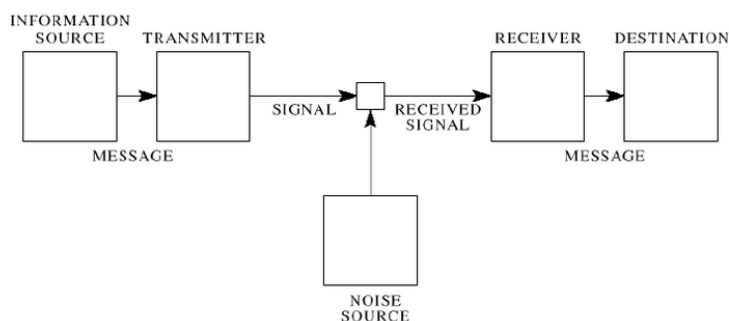 INFORMATION
SOURCE
TRANSMITTER
RECEIVER
DESTINATION
SIGNAL
RECEIVED
SIGNAL
MESSAGE
MESSAGE
NOISE
SOURCE